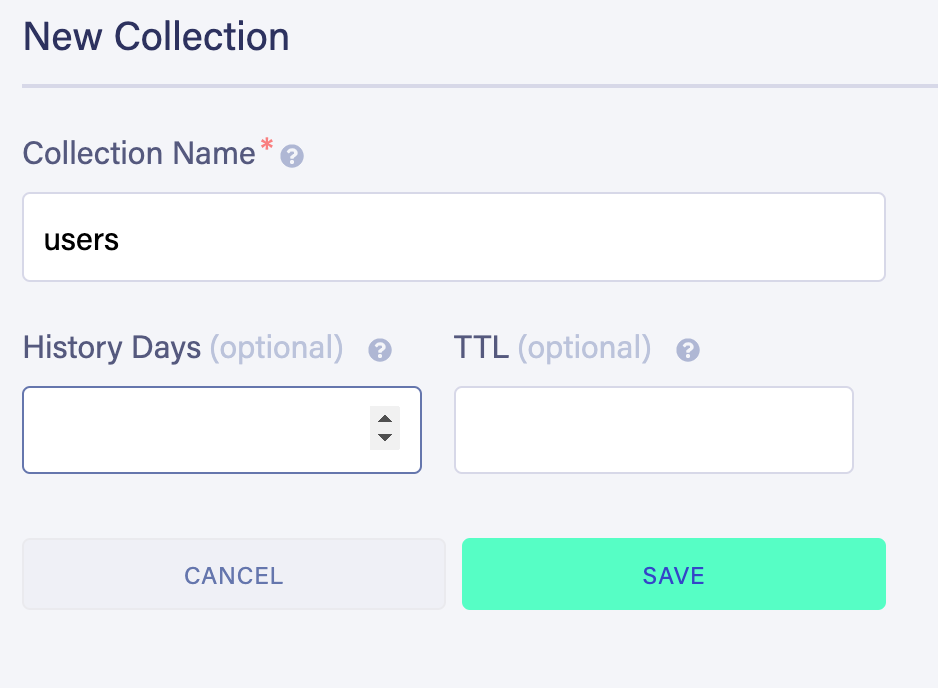 New Collection
Collection Name*
users
History Days (optional) TTL (optional)
CANCEL SAVE